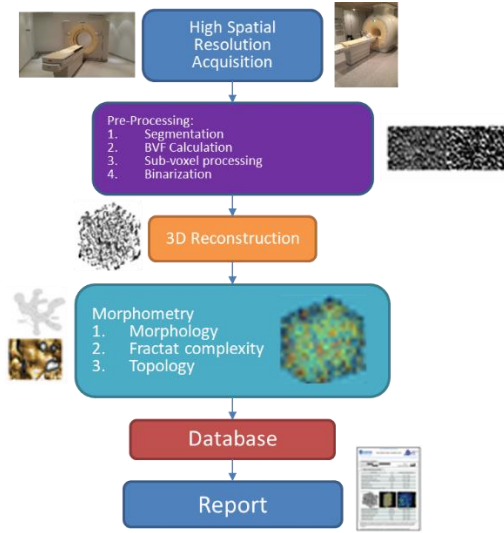 High Spatial
Resolution
Acquisition
Pre-Processing:
1. Segmentation
2. BVF Calculation
3. Sub-voxel processing
4. Binarization
3D Reconstruction
Morphometry
1. Morphology
2. Fractat complexity
3. Topology
Database
Report